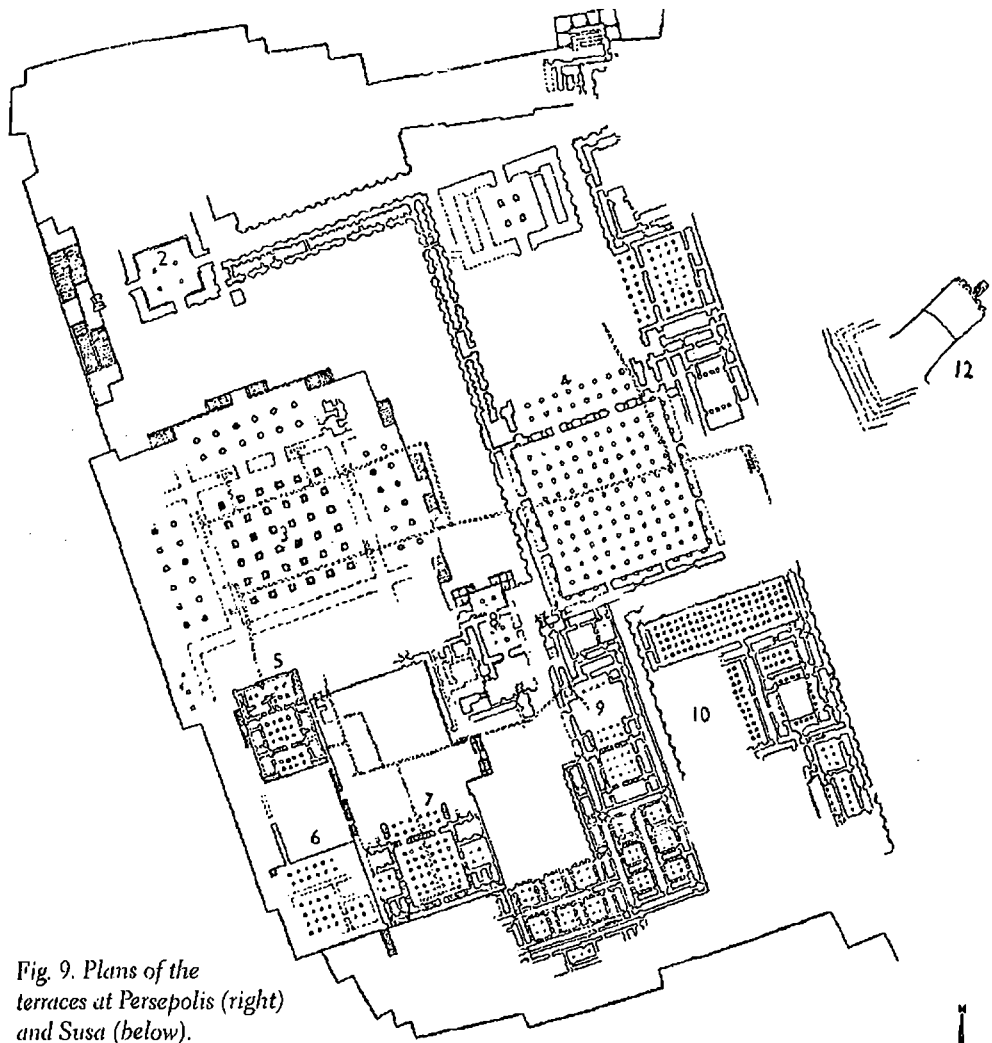 2
12
4
3
8
5
9
10
7
6
Fig. 9. Plans of the
terraces at Persepolis (right)
and Susa (below).
N